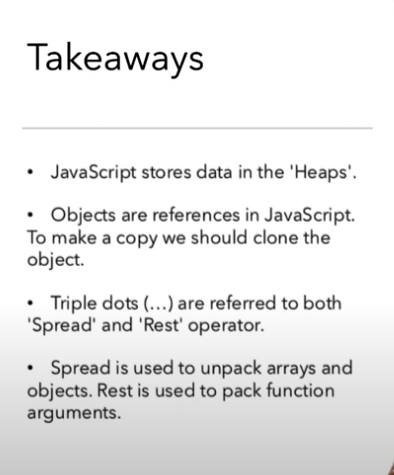 Takeaways
• JavaScript stores data in the 'Heaps'.
• Objects are references in JavaScript.
To make a copy we should clone the
object.
• Triple dots (...) are referred to both
'Spread' and 'Rest' operator.
• Spread is used to unpack arrays and
objects. Rest is used to pack function
arguments.